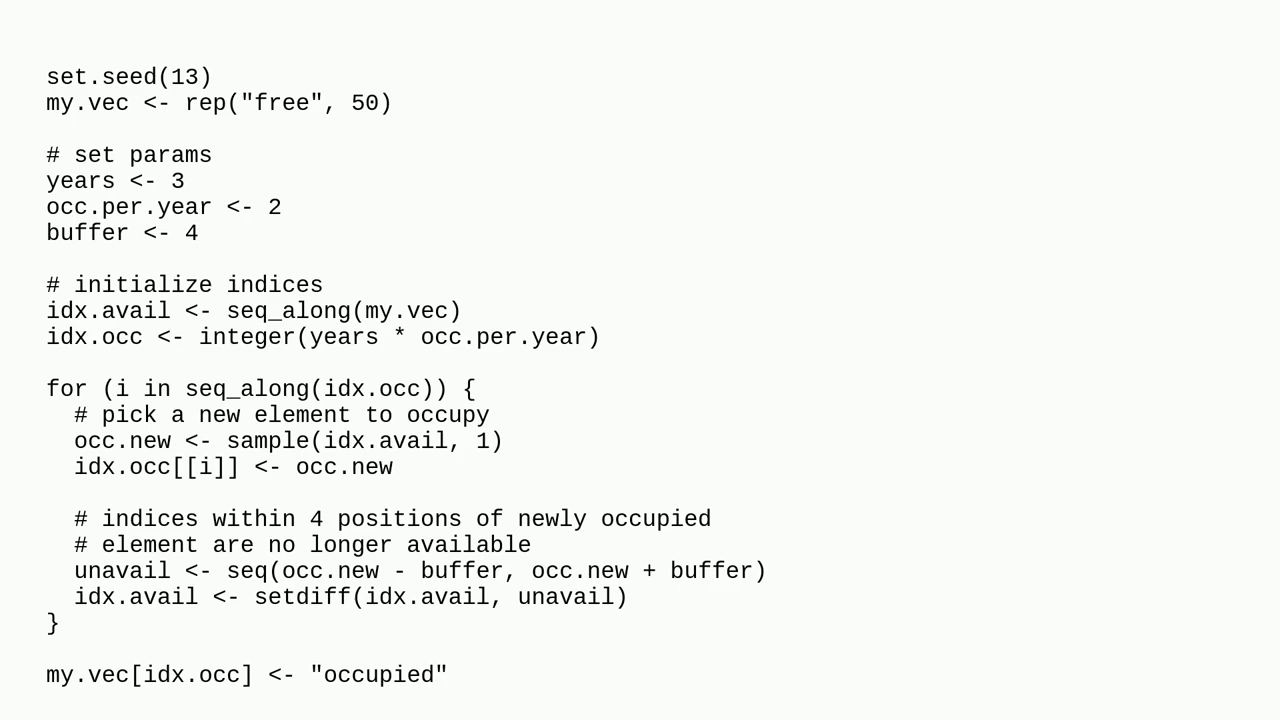 set.seed(13)
my.vec <- rep("free", 50)
# set params
years <- 3
occ.per.year <- 2
buffer <- 4
# initialize indices
idx.avail <- seq_along(my.vec)
idx.occ <- integer(years * occ.per.year)
for (i in seq_along(idx.occ)) {
  # pick a new element to occupy
  occ.new <- sample(idx.avail, 1)
  idx.occ[[i]] <- occ.new
  # indices within 4 positions of newly occupied
  # element are no longer available
  unavail <- seq(occ.new - buffer, occ.new + buffer)
  idx.avail <- setdiff(idx.avail, unavail)
}
my.vec[idx.occ] <- "occupied"